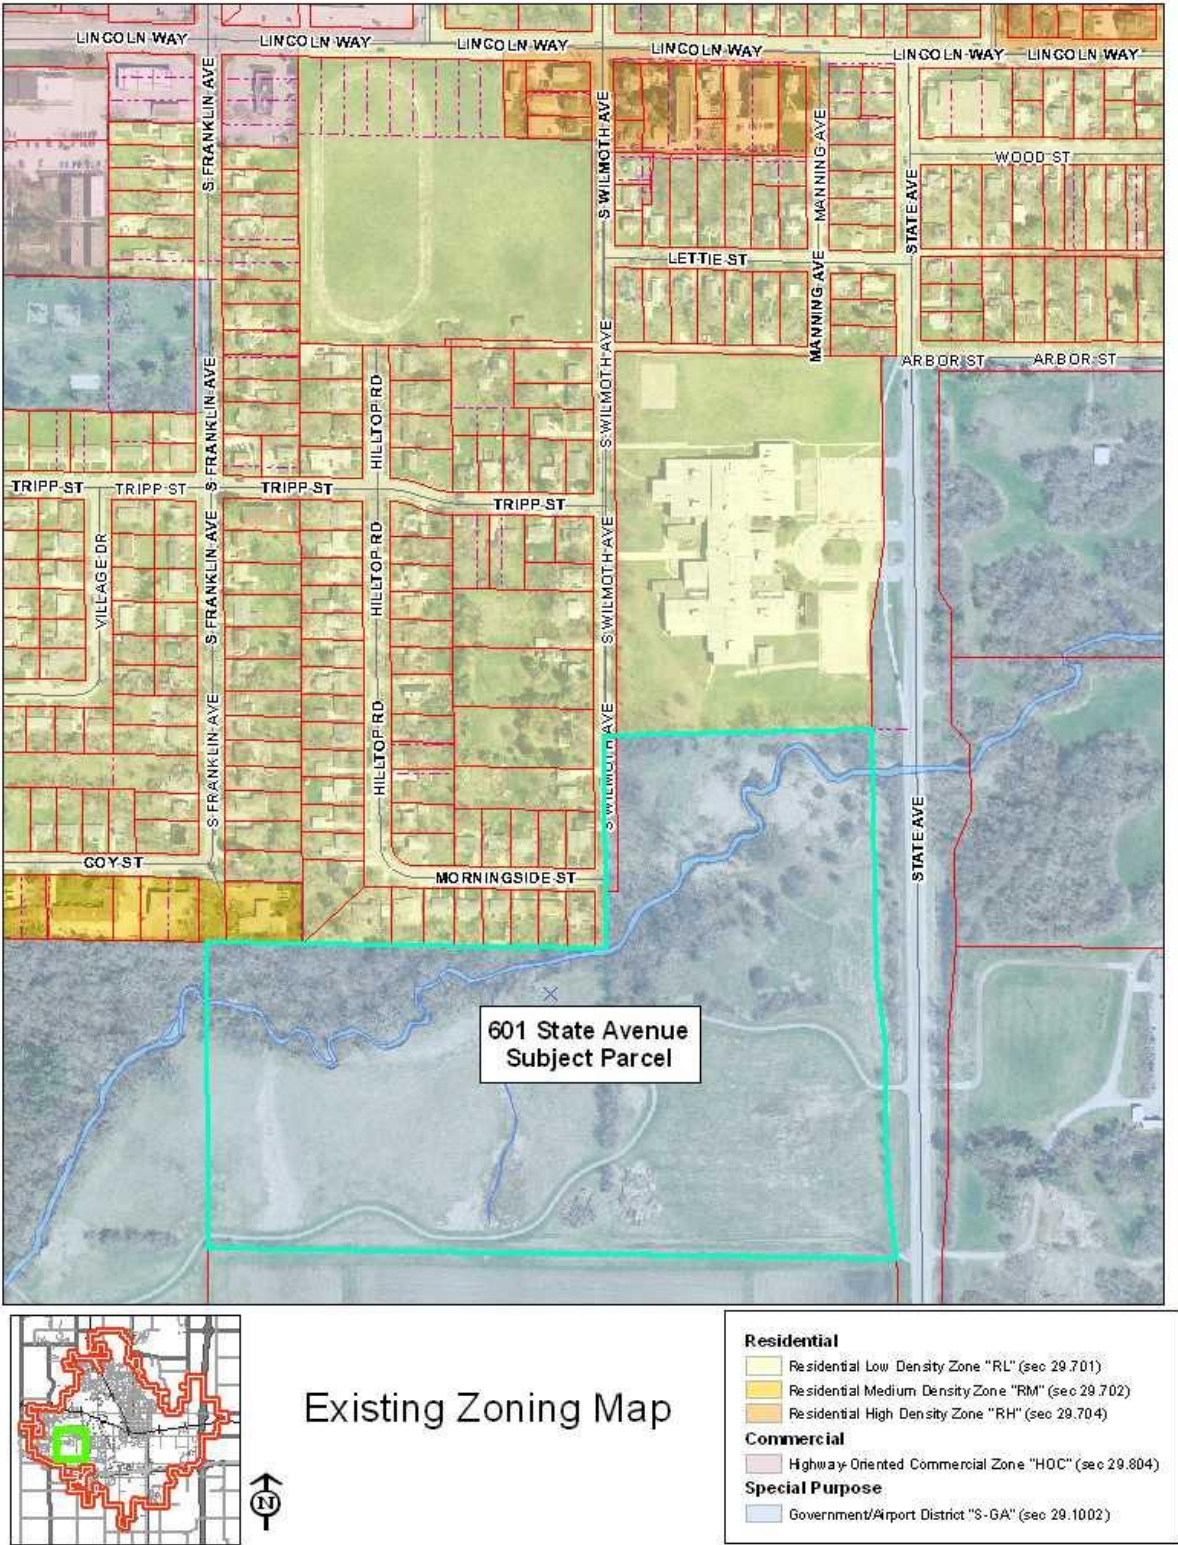 LINCOLN WAY
LINCOLN WAY
LINCOLN WAY
LINCOLN WAY
LINCOLN WAY
LINCOLN WAY
S FRANKLIN AVE
S WILMOTH AVE
MANNING AVE
STATE AVE
WOOD ST
LETTIE ST
MANNING AVE
S FRANKLIN AVE
HILLTOP RD
S WILMOTH AVE
ARBOR ST
ARBOR ST
TRIPP ST
TRIPP ST
TRIPP ST
TRIPP ST
VILLAGE DR
S FRANKLIN AVE
HILLTOP RD
S WILMOTH AVE
S FRANKLIN AVE
HILLTOP RD
S WILMOTH AVE
STATE AVE
COY ST
MORNINGSIDE ST
601 State Avenue
Subject Parcel
Existing Zoning Map
N
Residential
Residential Low Density Zone "RL" (sec 29.701)
Residential Medium Density Zone "RM" (sec 29.702)
Residential High Density Zone "RH" (sec 29.704)
Commercial
Highway-Oriented Commercial Zone "HOC" (sec 29.804)
Special Purpose
Government/Airport District "S-GA" (sec 29.1002)